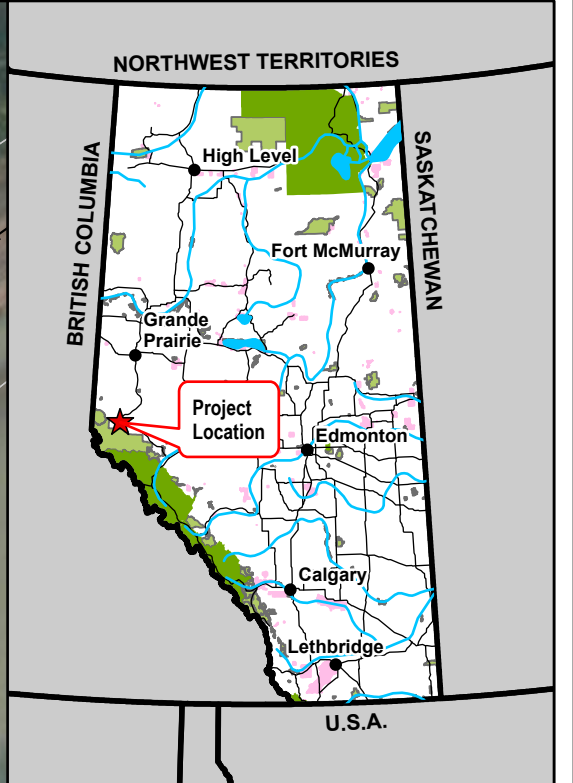 NORTHWEST TERRITORIES
High Level
BRITISH COLUMBIA
SASKATCHEWAN
Fort McMurray
Grande
Prairie
Project
Location
Edmonton
Calgary
Lethbridge
U.S.A.